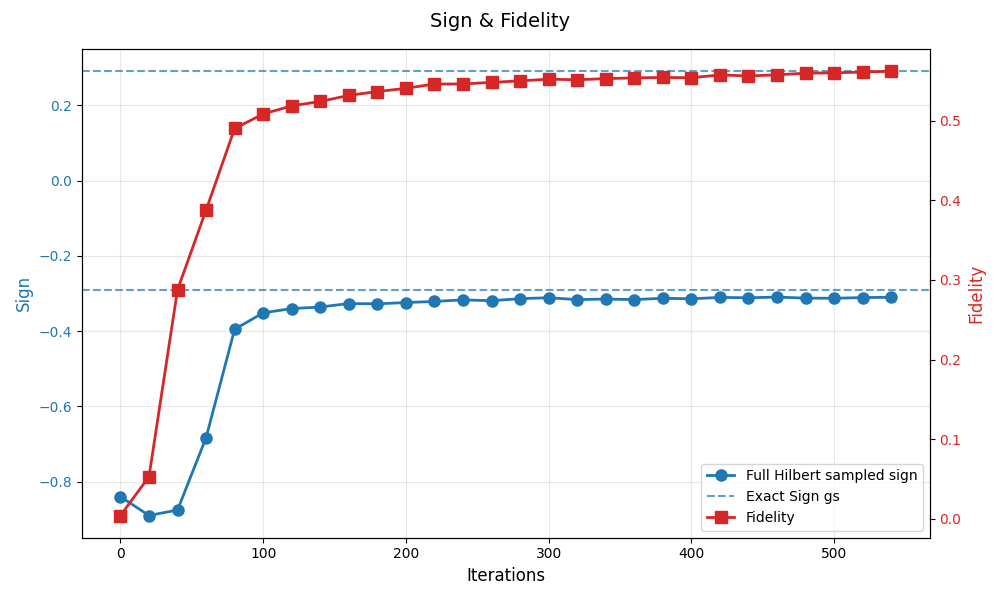 Sign & Fidelity
Sign
0.2
0.0
−0.2
−0.4
−0.6
−0.8
0.5
0.4
0.3
0.2
0.1
0.0
Fidelity
Full Hilbert sampled sign
Exact Sign gs
Fidelity
0 100 200 300 400 500
Iterations